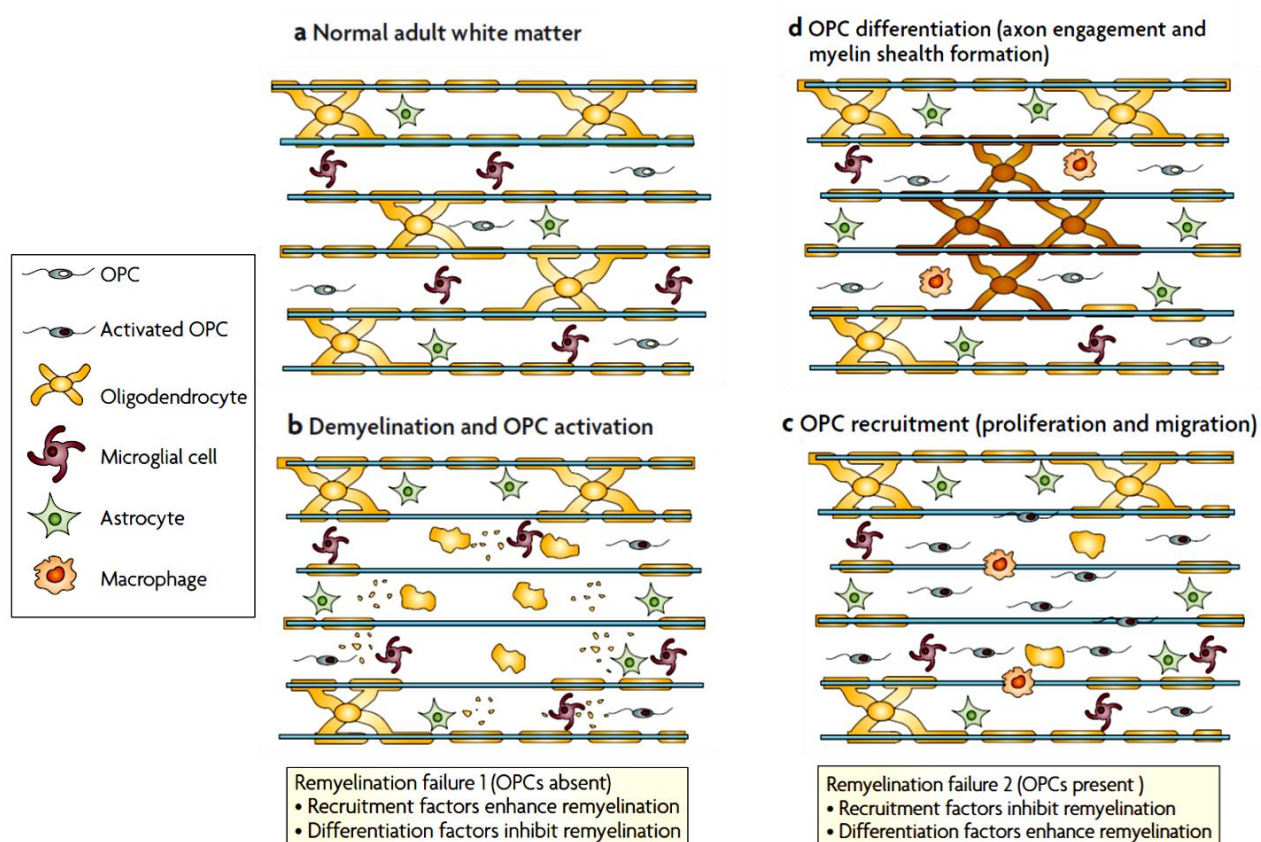 a Normal adult white matter
d OPC differentiation (axon engagement and
myelin shealth formation)
OPC
Activated OPC
Oligodendrocyte
Microglial cell
Astrocyte
Macrophage
b Demyelination and OPC activation
c OPC recruitment (proliferation and migration)
Remyelination failure 1 (OPCs absent)
• Recruitment factors enhance remyelination
• Differentiation factors inhibit remyelination
Remyelination failure 2 (OPCs present )
• Recruitment factors inhibit remyelination
• Differentiation factors enhance remyelination